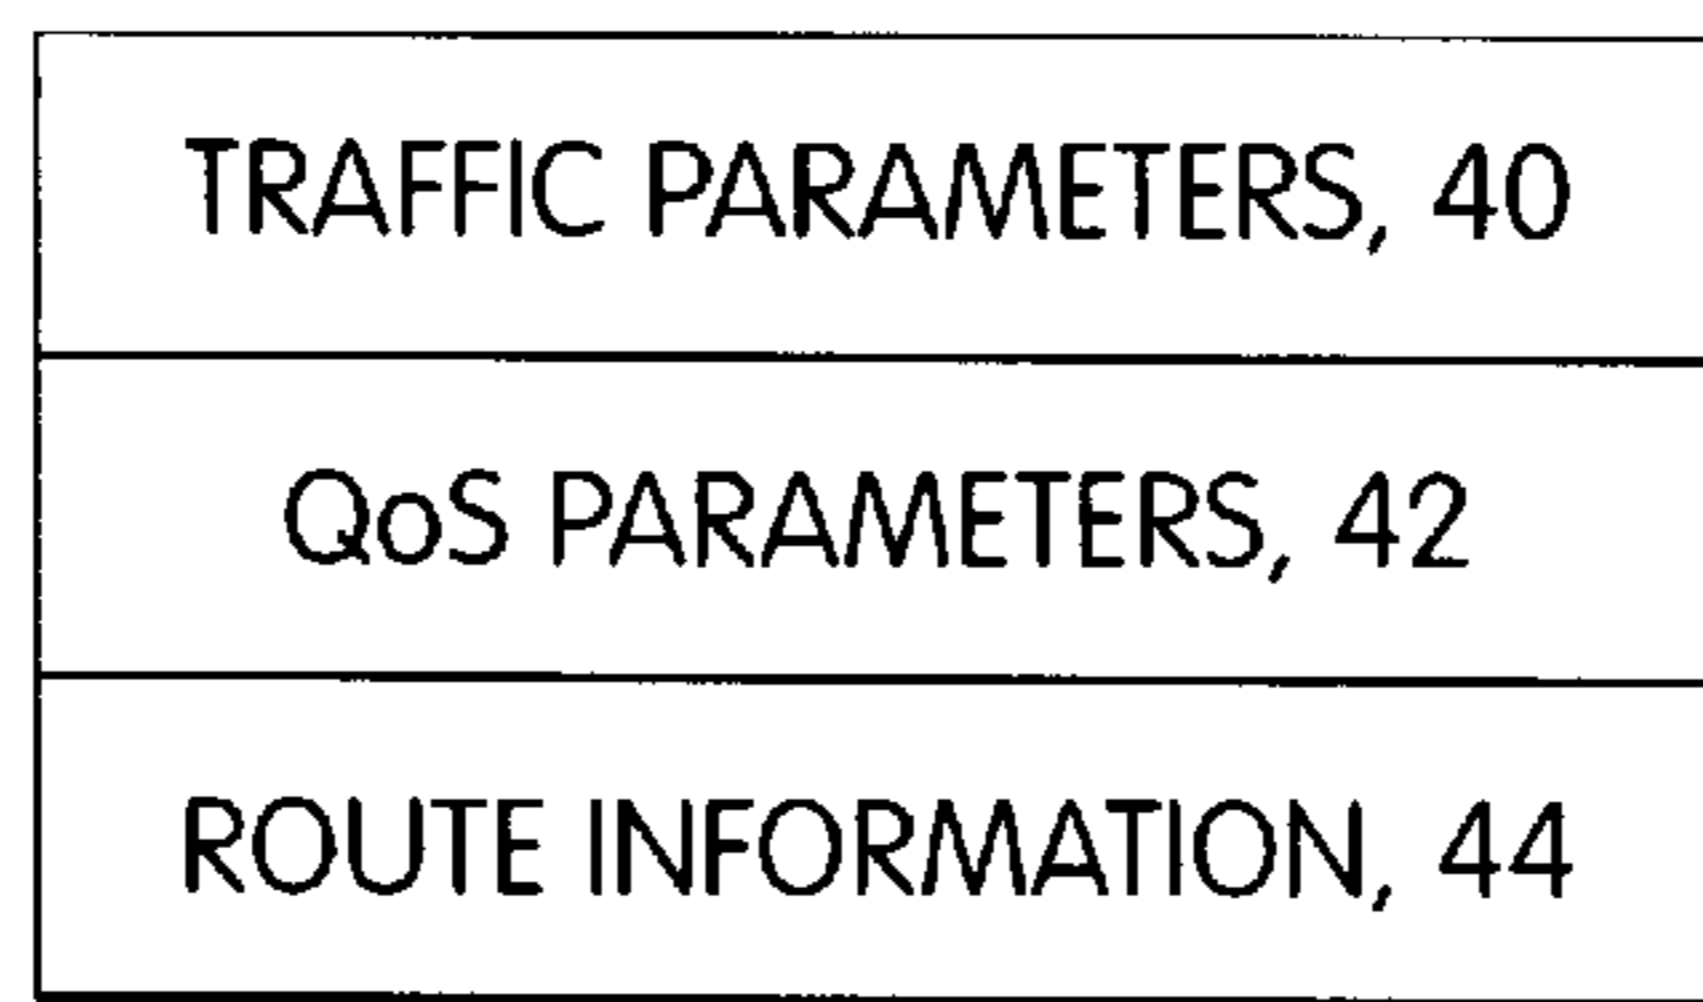 TRAFFIC PARAMETERS, 40
QoS PARAMETERS, 42
ROUTE INFORMATION, 44